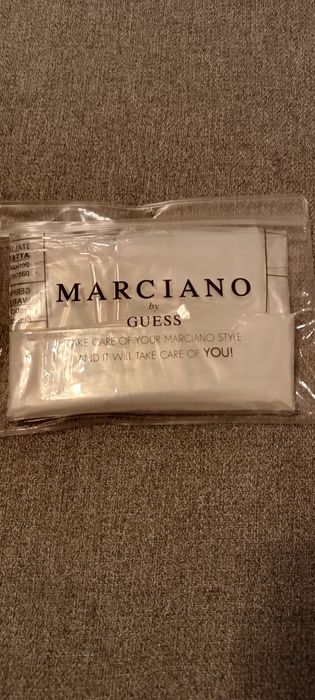 MARCIANO
by
GUESS
TAKE CARE OF YOUR MARCIANO STYLE
AND IT WILL TAKE CARE OF YOU!